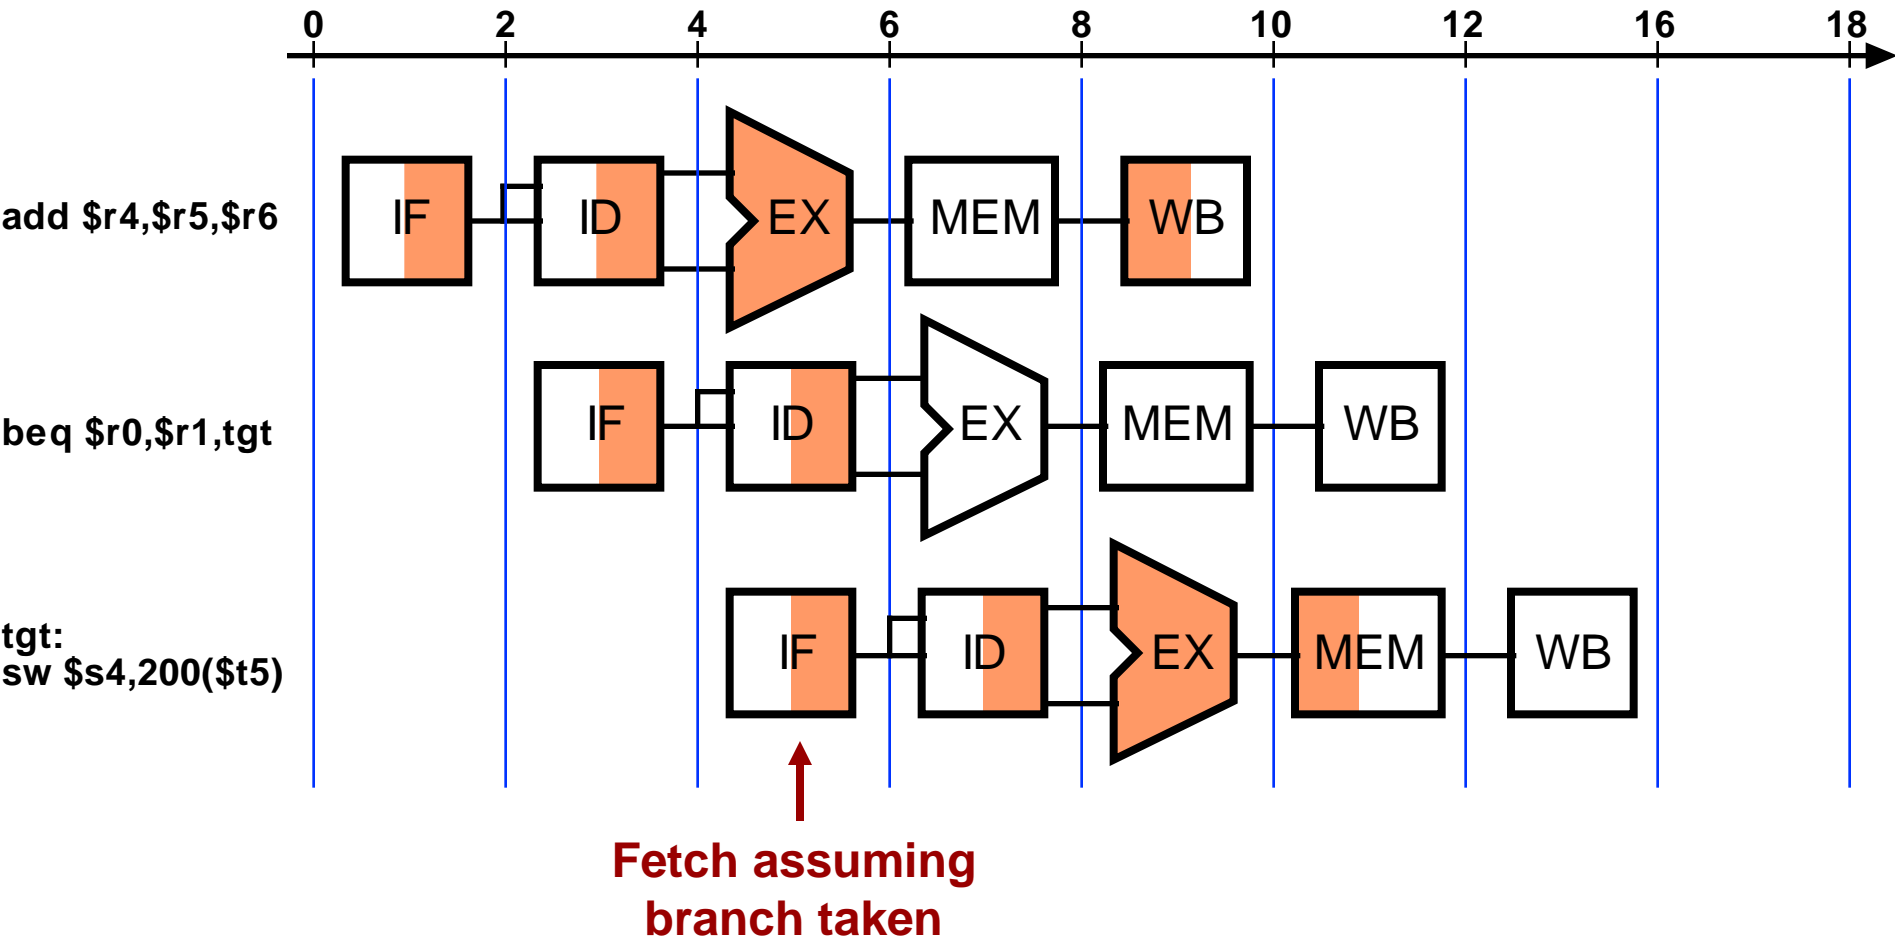 0 2 4 6 8 10 12 16 18
add $r4,$r5,$r6 IF ID EX MEM WB
beq $r0,$r1,tgt IF ID EX MEM WB
tgt:
sw $s4,200($t5) IF ID EX MEM WB
Fetch assuming
branch taken